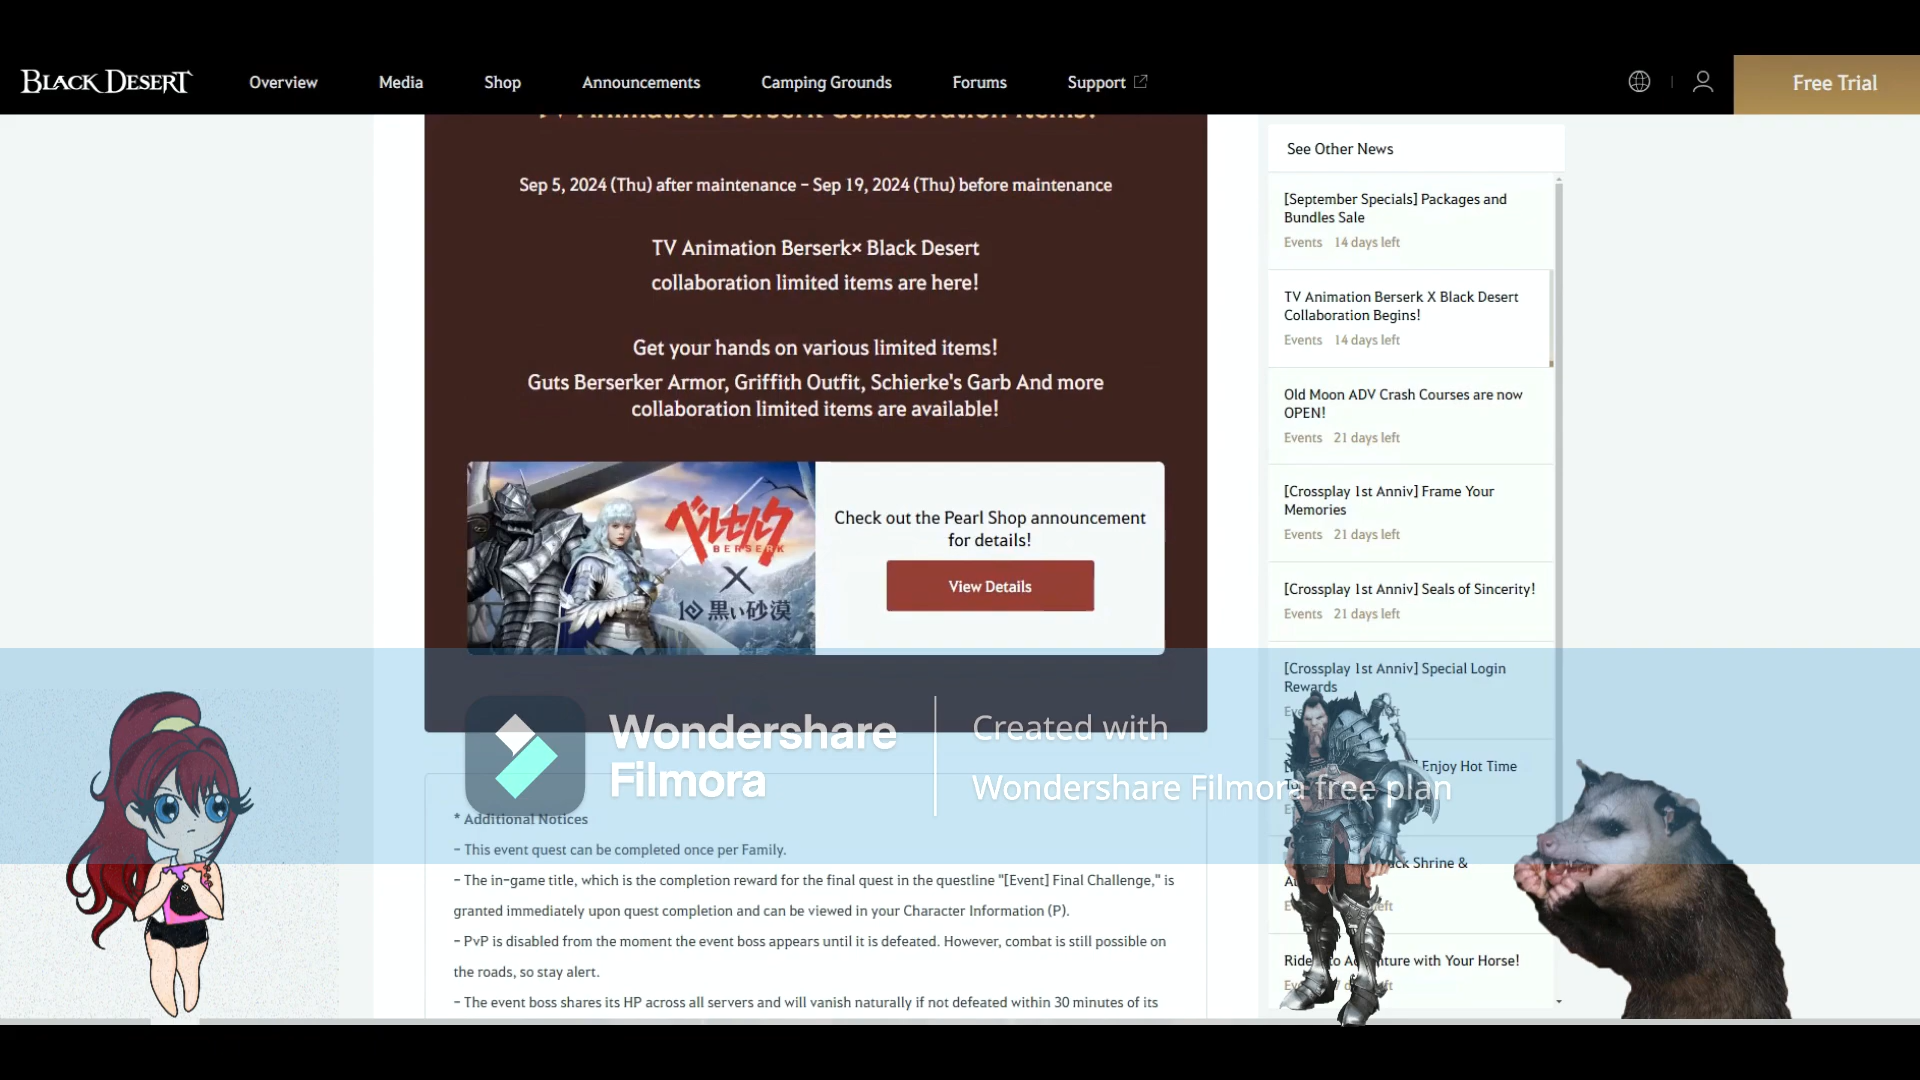 BLACK DESERT
Overview
Media
Shop
Announcements
Camping Grounds
Forums
Support
Free Trial
TV Animation Berserk Collaboration Items!
Sep 5, 2024 (Thu) after maintenance – Sep 19, 2024 (Thu) before maintenance
TV Animation Berserk× Black Desert
collaboration limited items are here!
Get your hands on various limited items!
Guts Berserker Armor, Griffith Outfit, Schierke's Garb And more
collaboration limited items are available!
ベルセルク
BERSERK
×
黒い砂漠
Check out the Pearl Shop announcement
for details!
View Details
Wondershare
Filmora
Created with
Wondershare Filmora free plan
* Additional Notices
– This event quest can be completed once per Family.
– The in-game title, which is the completion reward for the final quest in the questline "[Event] Final Challenge," is
granted immediately upon quest completion and can be viewed in your Character Information (P).
– PvP is disabled from the moment the event boss appears until it is defeated. However, combat is still possible on
the roads, so stay alert.
– The event boss shares its HP across all servers and will vanish naturally if not defeated within 30 minutes of its
See Other News
[September Specials] Packages and
Bundles Sale
Events 14 days left
TV Animation Berserk X Black Desert
Collaboration Begins!
Events 14 days left
Old Moon ADV Crash Courses are now
OPEN!
Events 21 days left
[Crossplay 1st Anniv] Frame Your
Memories
Events 21 days left
[Crossplay 1st Anniv] Seals of Sincerity!
Events 21 days left
[Crossplay 1st Anniv] Special Login
Rewards
] Enjoy Hot Time
Shrine &
Ride
with Your Horse!